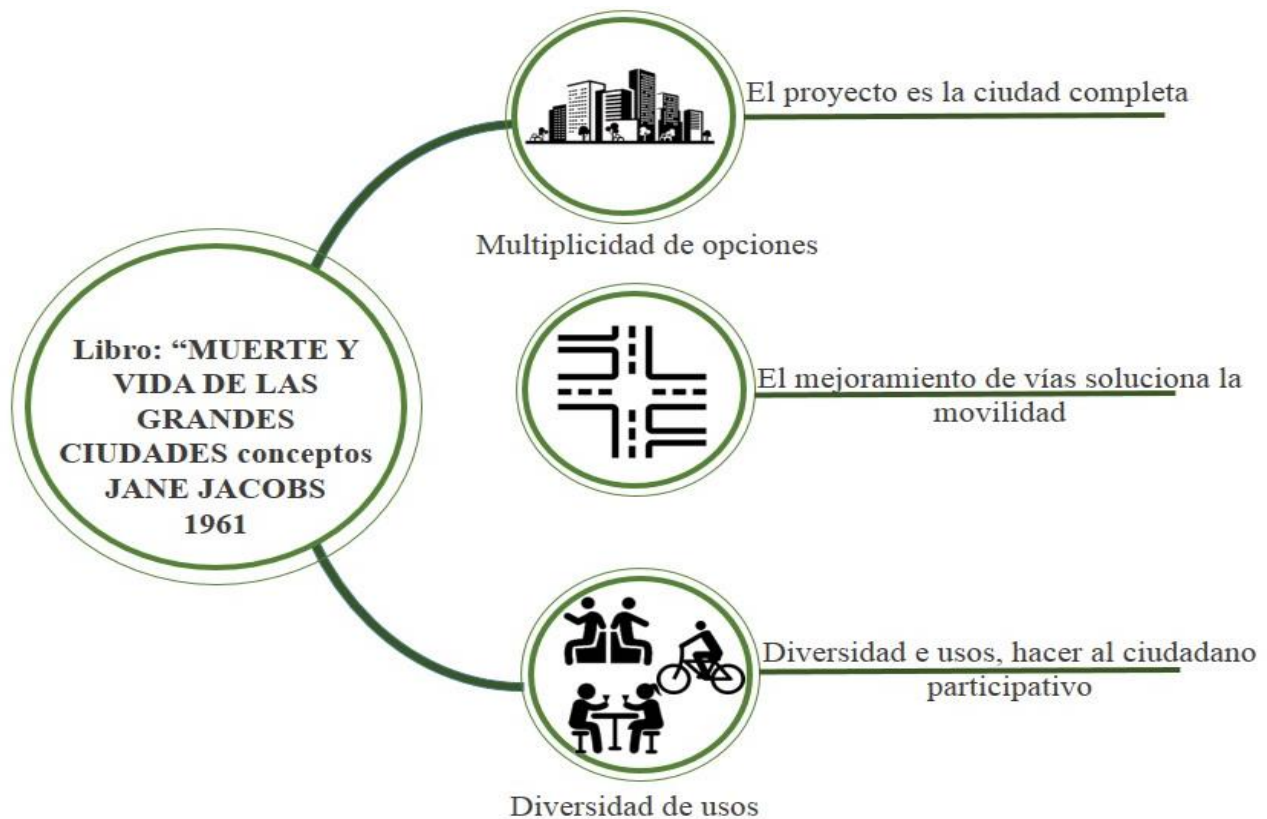 El proyecto es la ciudad completa
Multiplicidad de opciones
Libro: “MUERTE Y
VIDA DE LAS
GRANDES
CIUDADES conceptos
JANE JACOBS
1961
El mejoramiento de vías soluciona la
movilidad
Diversidad e usos, hacer al ciudadano
participativo
Diversidad de usos